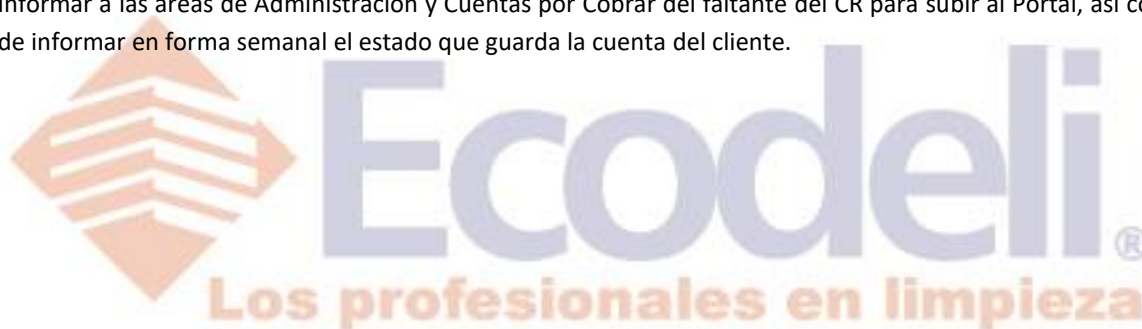 informar a las áreas de Administración y Cuentas por Cobrar del faltante del CR para subir al Portal, así co
de informar en forma semanal el estado que guarda la cuenta del cliente.
Ecodeli®
Los profesionales en limpieza